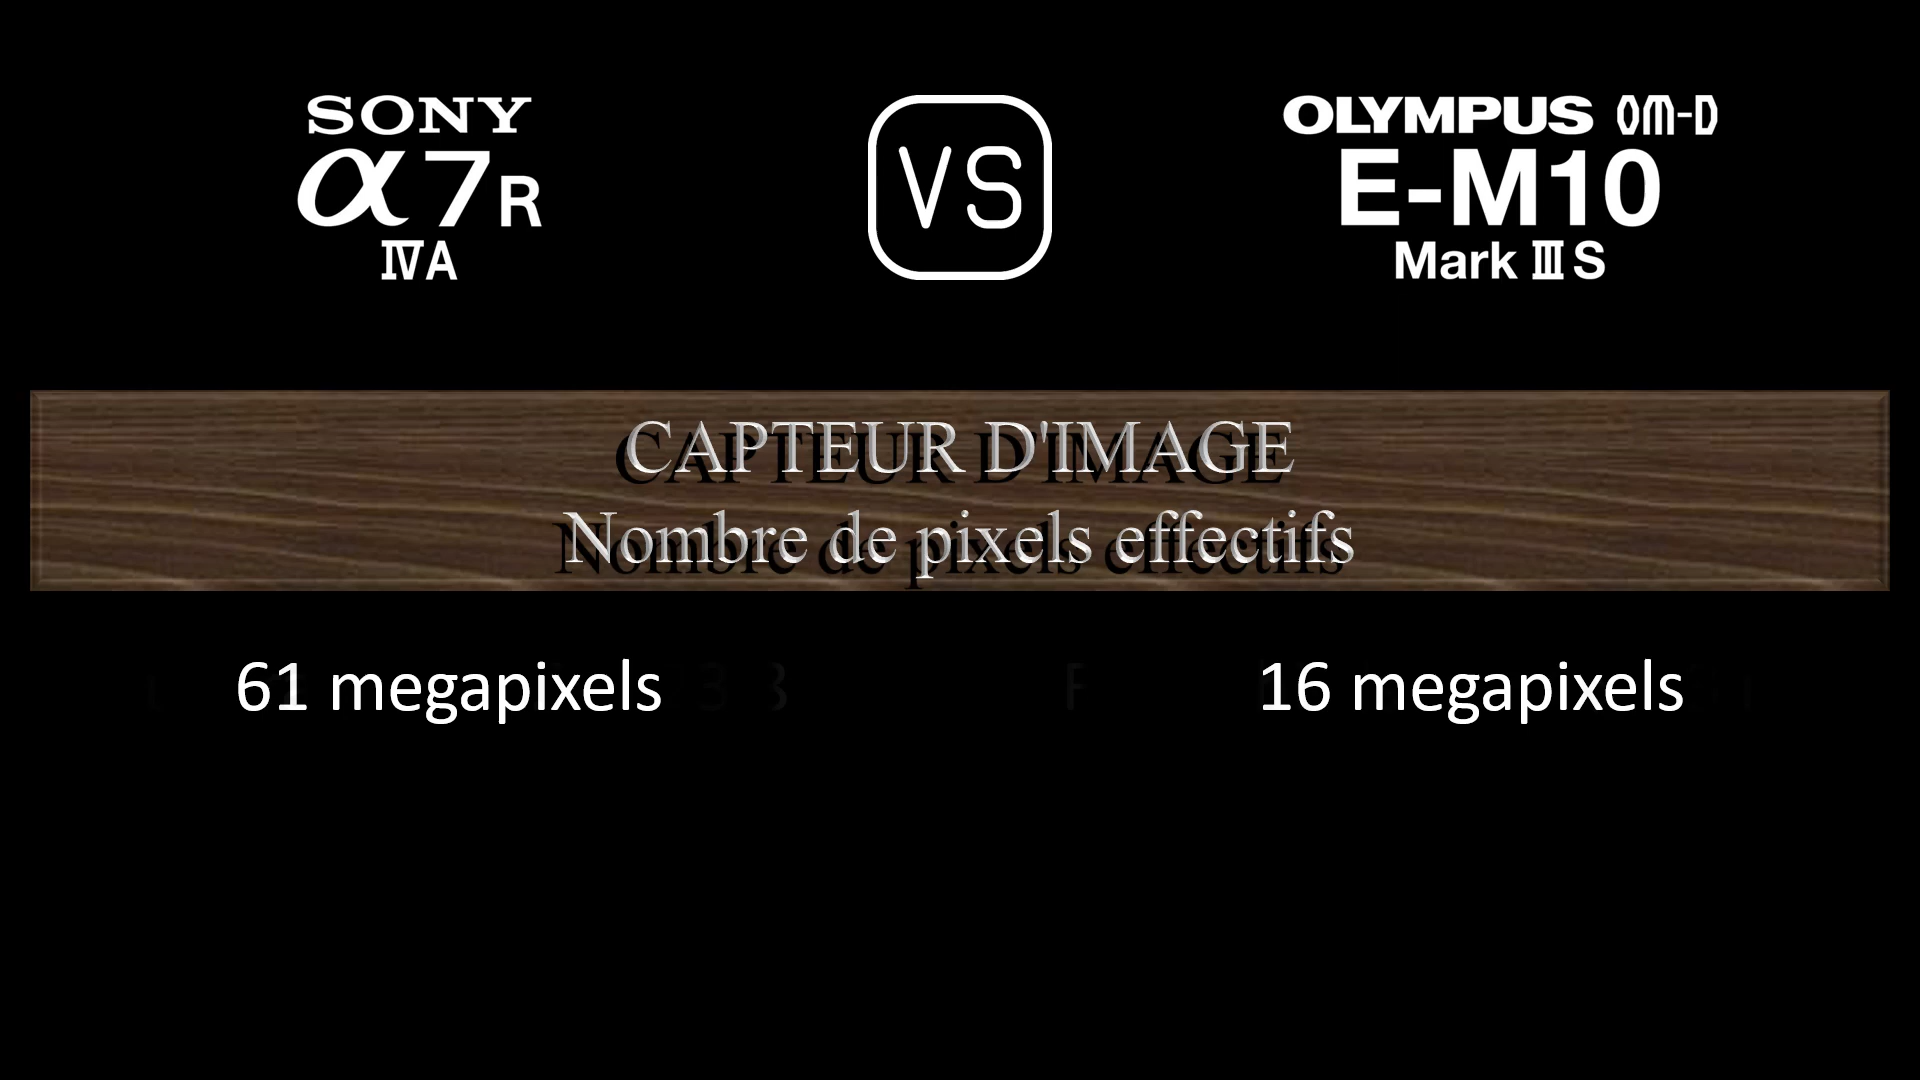 SONY
α7R
IVA
VS
OLYMPUS OM-D
E-M10
Mark III S
CAPTEUR D'IMAGE
Nombre de pixels effectifs
61 megapixels
16 megapixels